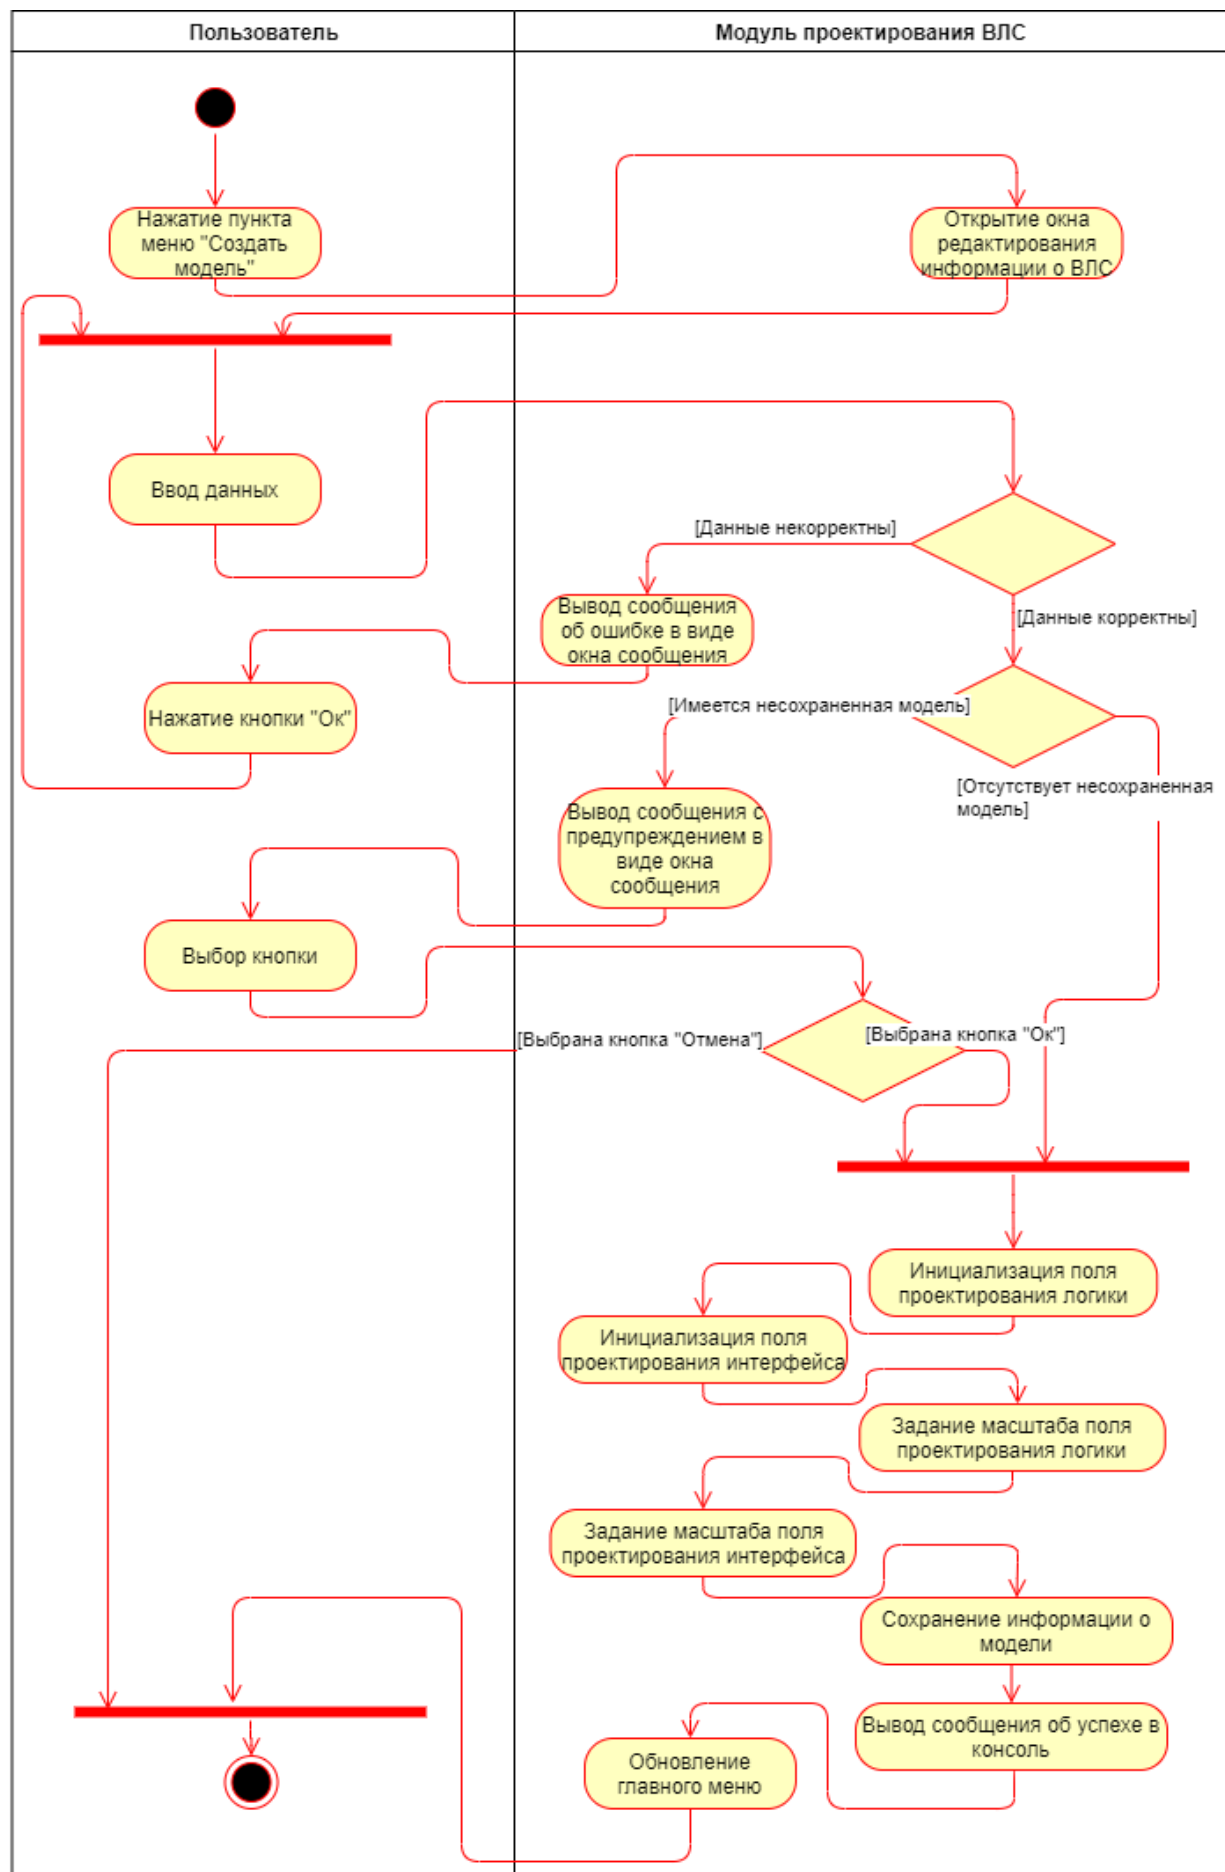 Пользователь
Модуль проектирования ВЛС
Нажатие пункта
меню "Создать
модель"
Открытие окна
редактирования
информации о ВЛС
Ввод данных
[Данные некорректны]
Вывод сообщения
об ошибке в виде
окна сообщения
[Данные корректны]
Нажатие кнопки "Ок"
[Имеется несохраненная модель]
[Отсутствует несохраненная
модель]
Вывод сообщения с
предупреждением в
виде окна
сообщения
Выбор кнопки
[Выбрана кнопка "Отмена"]
[Выбрана кнопка "Ок"]
Инициализация поля
проектирования логики
Инициализация поля
проектирования интерфейса
Задание масштаба поля
проектирования логики
Задание масштаба поля
проектирования интерфейса
Сохранение информации о
модели
Вывод сообщения об успехе в
консоль
Обновление
главного меню